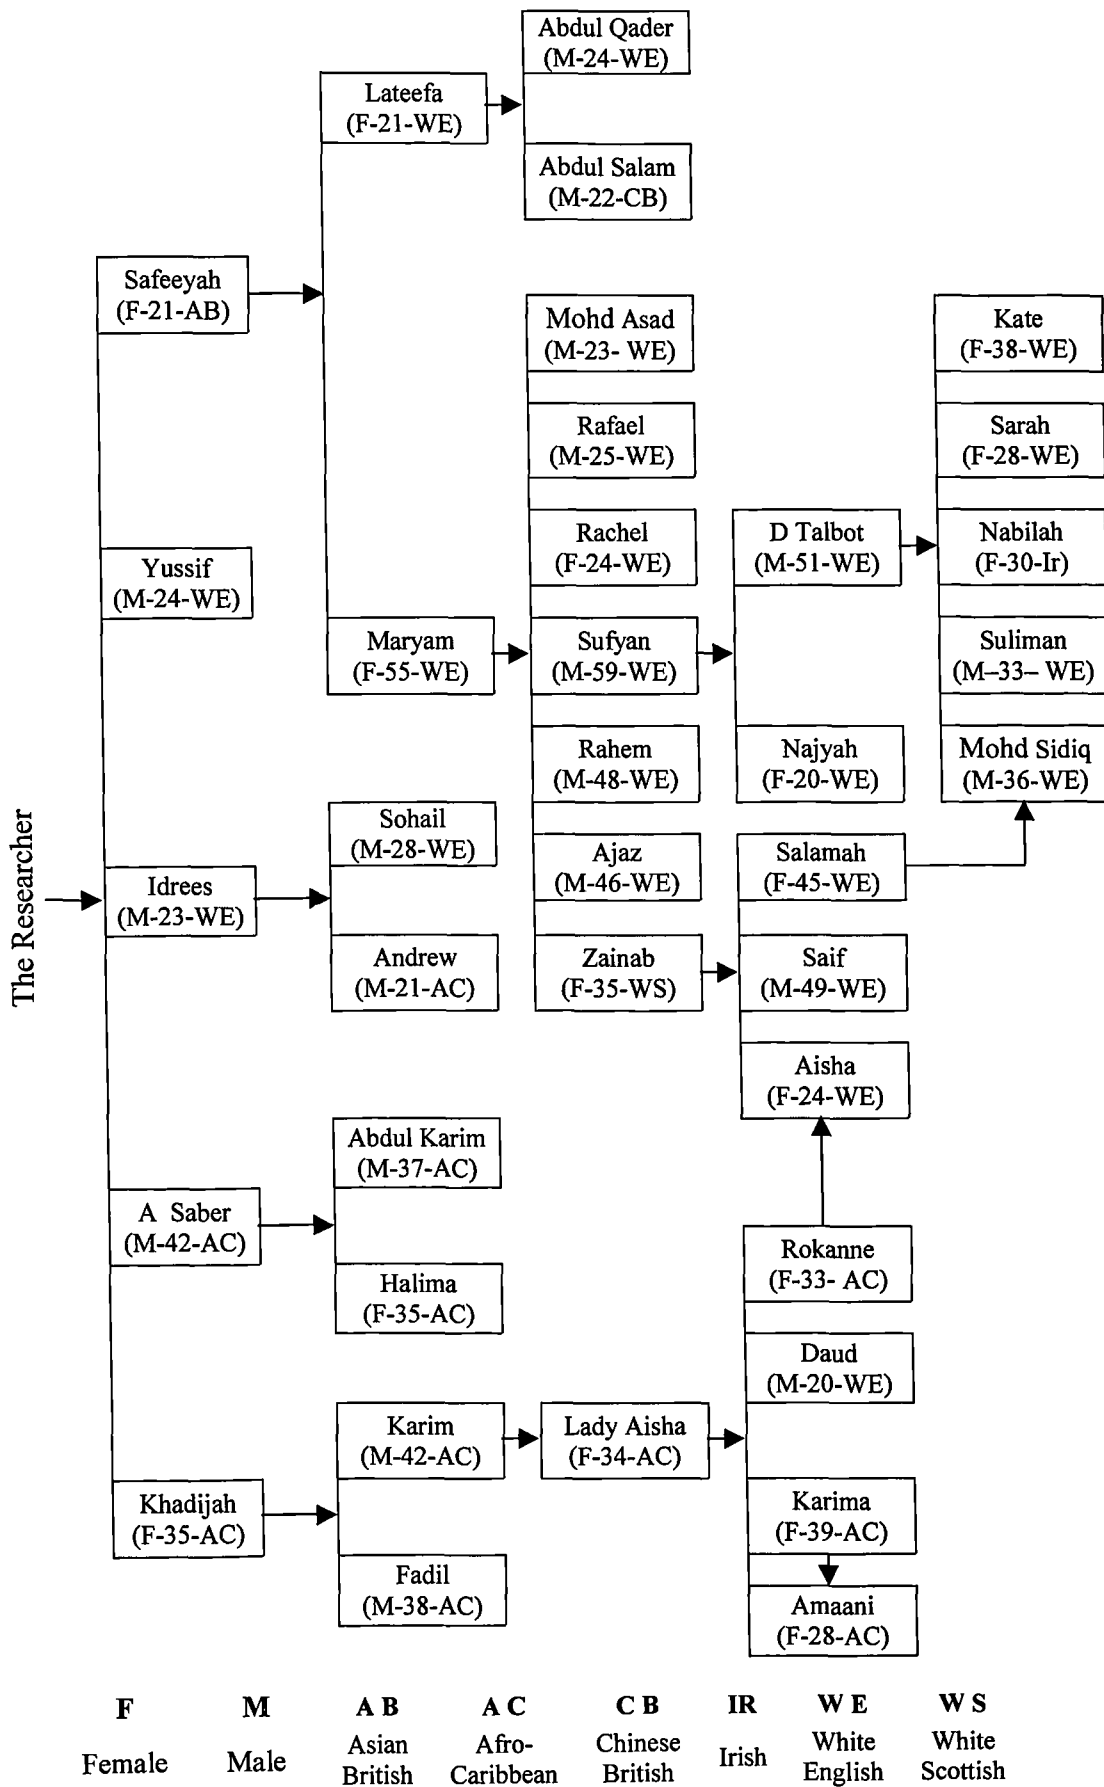 Abdul Qader
(M-24-WE)
Lateefa
(F-21-WE)
Abdul Salam
(M-22-CB)
Safeeyah
(F-21-AB)
Mohd Asad
(M-23- WE)
Kate
(F-38-WE)
Rafael
(M-25-WE)
Sarah
(F-28-WE)
Rachel
(F-24-WE)
D Talbot
(M-51-WE)
Nabilah
(F-30-Ir)
Yussif
(M-24-WE)
Maryam
(F-55-WE)
Sufyan
(M-59-WE)
Suliman
(M–33– WE)
Rahem
(M-48-WE)
Najyah
(F-20-WE)
Mohd Sidiq
(M-36-WE)
The Researcher
Sohail
(M-28-WE)
Ajaz
(M-46-WE)
Salamah
(F-45-WE)
Idrees
(M-23-WE)
Andrew
(M-21-AC)
Zainab
(F-35-WS)
Saif
(M-49-WE)
Aisha
(F-24-WE)
Abdul Karim
(M-37-AC)
A Saber
(M-42-AC)
Rokanne
(F-33- AC)
Halima
(F-35-AC)
Daud
(M-20-WE)
Karim
(M-42-AC)
Lady Aisha
(F-34-AC)
Khadijah
(F-35-AC)
Karima
(F-39-AC)
Fadil
(M-38-AC)
Amaani
(F-28-AC)
F M A B A C C B IR W E W S
Female Male Asian British Afro-Caribbean Chinese British Irish White English White Scottish